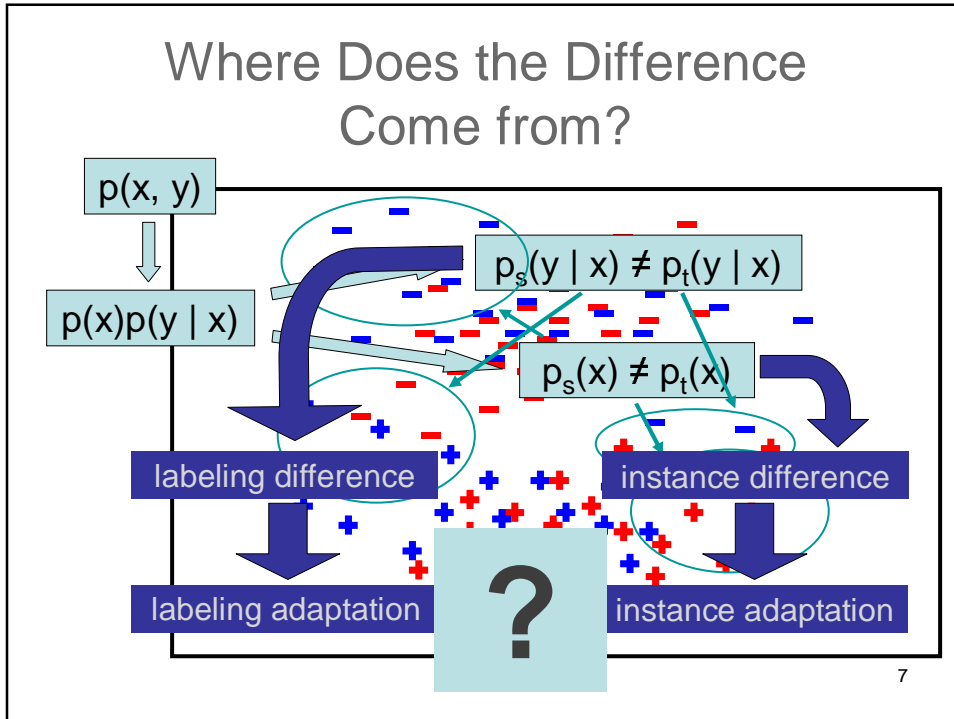 Where Does the Difference
Come from?
p(x, y)
p(x)p(y | x)
pₛ(y | x) ≠ pₜ(y | x)
pₛ(x) ≠ pₜ(x)
labeling difference
instance difference
labeling adaptation
?
instance adaptation
7